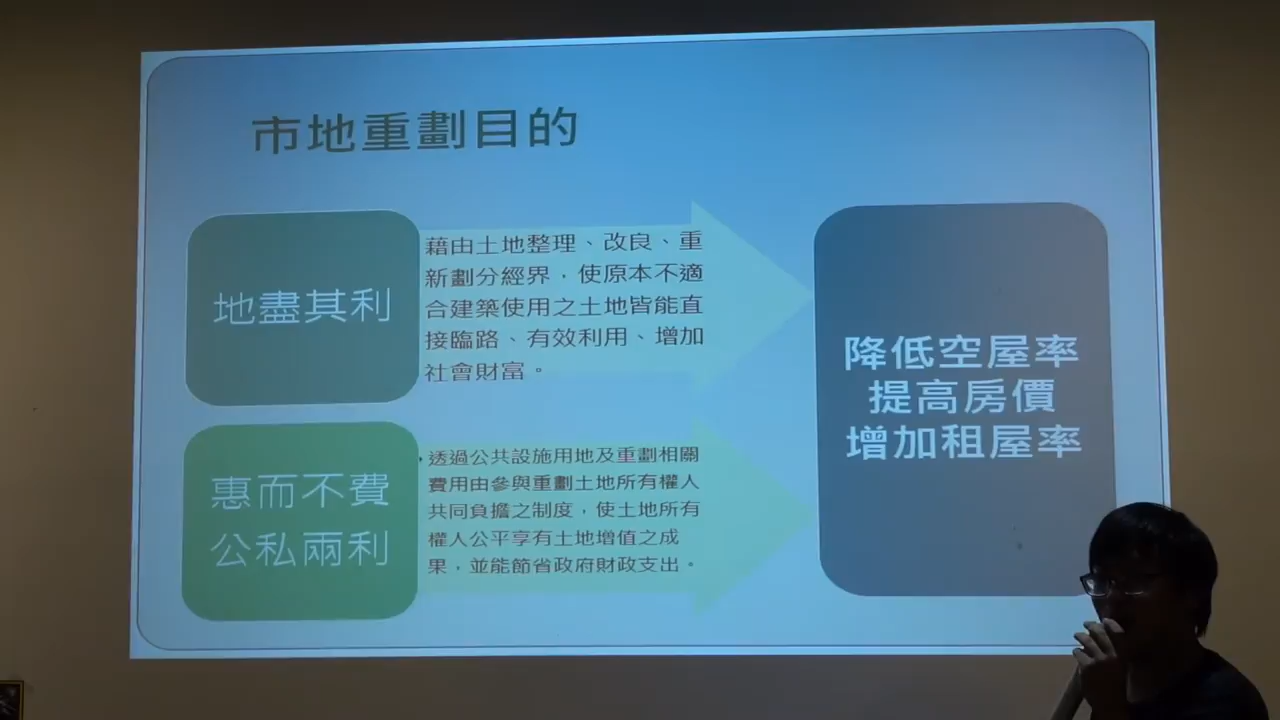 市地重劃目的
地盡其利
藉由土地整理、改良、重
新劃分經界，使原本不適
合建築使用之土地皆能直
接臨路、有效利用、增加
社會財富。
惠而不費
公私兩利
透過公共設施用地及重劃相關
費用由參與重劃土地所有權人
共同負擔之制度，使土地所有
權人公平享有土地增值之成
果，並能節省政府財政支出。
降低空屋率
提高房價
增加租屋率